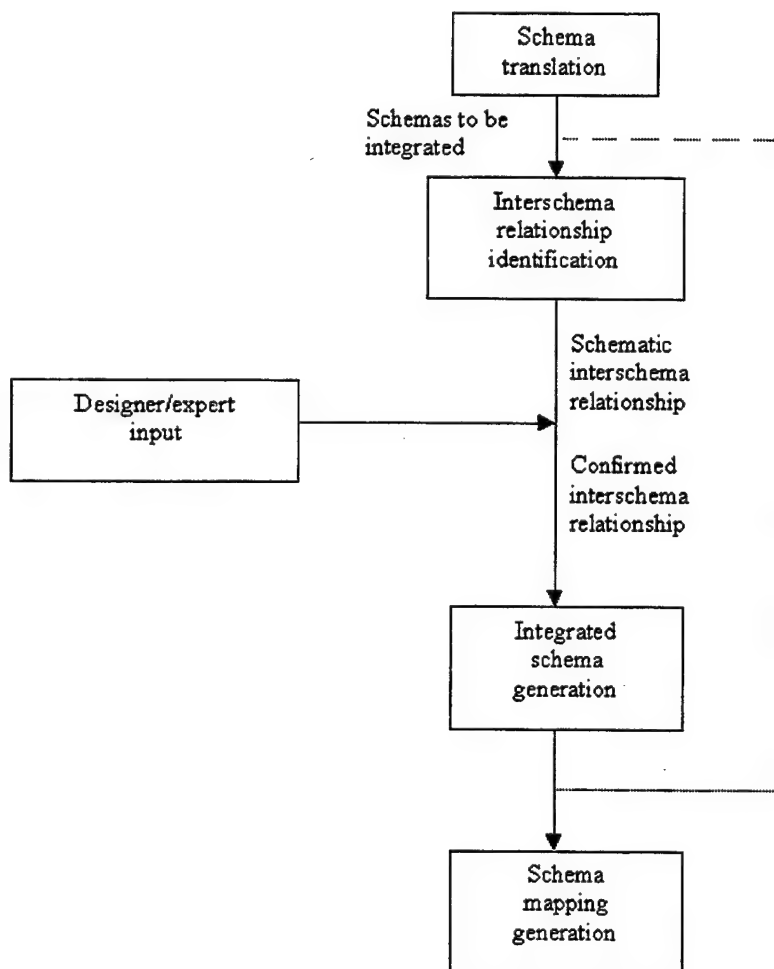 Schema
translation
Schemas to be
integrated
Interschema
relationship
identification
Schematic
interschema
relationship
Designer/expert
input
Confirmed
interschema
relationship
Integrated
schema
generation
Schema
mapping
generation